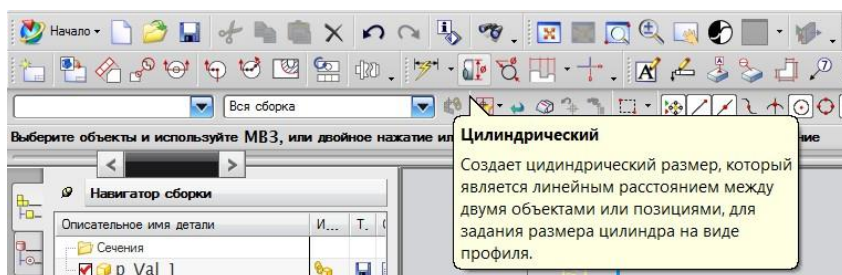 Начало
Вся сборка
Выберите объекты и используйте МВ3, или двойное нажатие ил
ние
Цилиндрический
Создает цидиндрический размер, который
является линейным расстоянием между
двумя объектами или позициями, для
задания размера цилиндра на виде
профиля.
Навигатор сборки
Описательное имя детали И... Т.
Сечения
p_Val_1